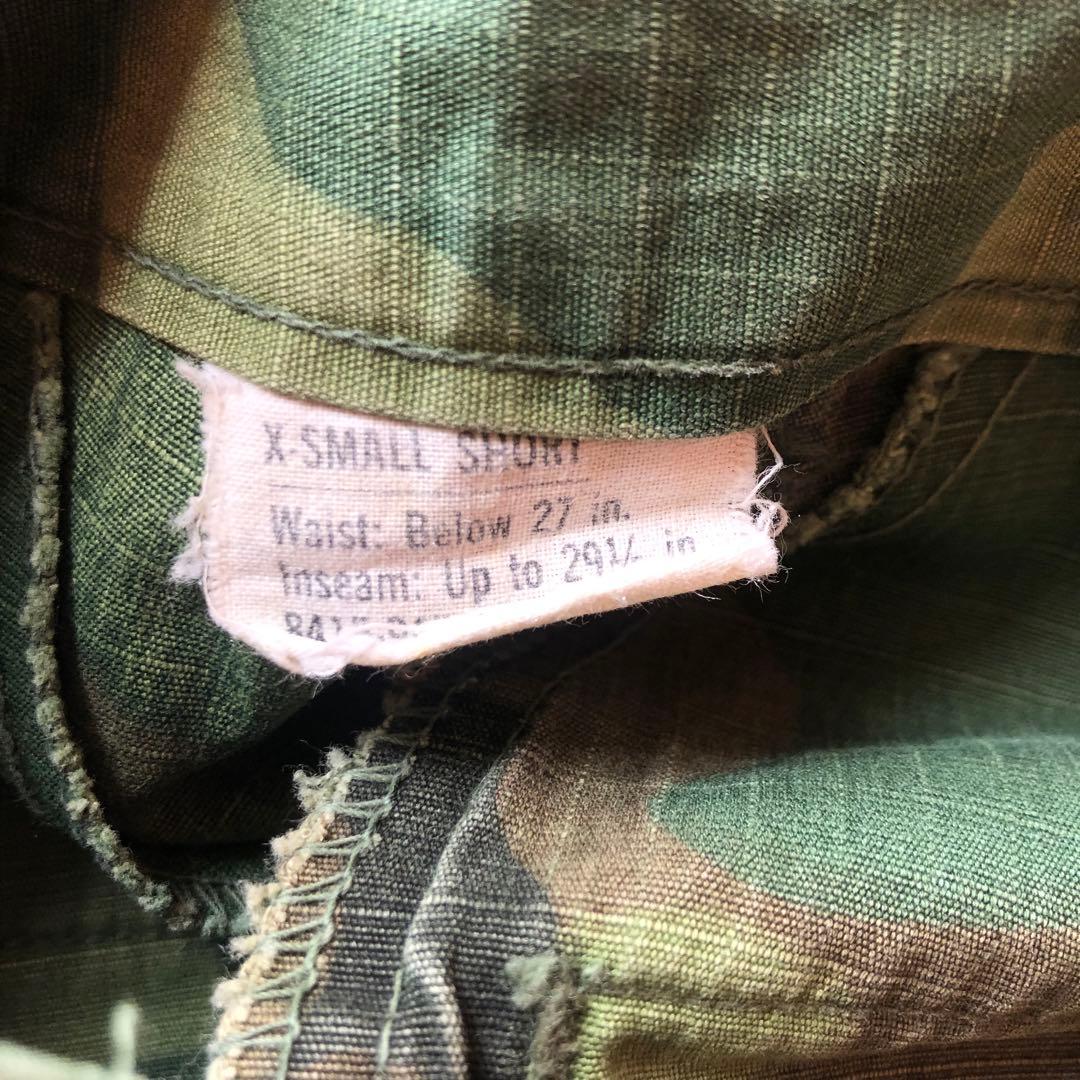 X-SMALL SHORT
Waist: Below 27 in.
Inseam: Up to 29½ in